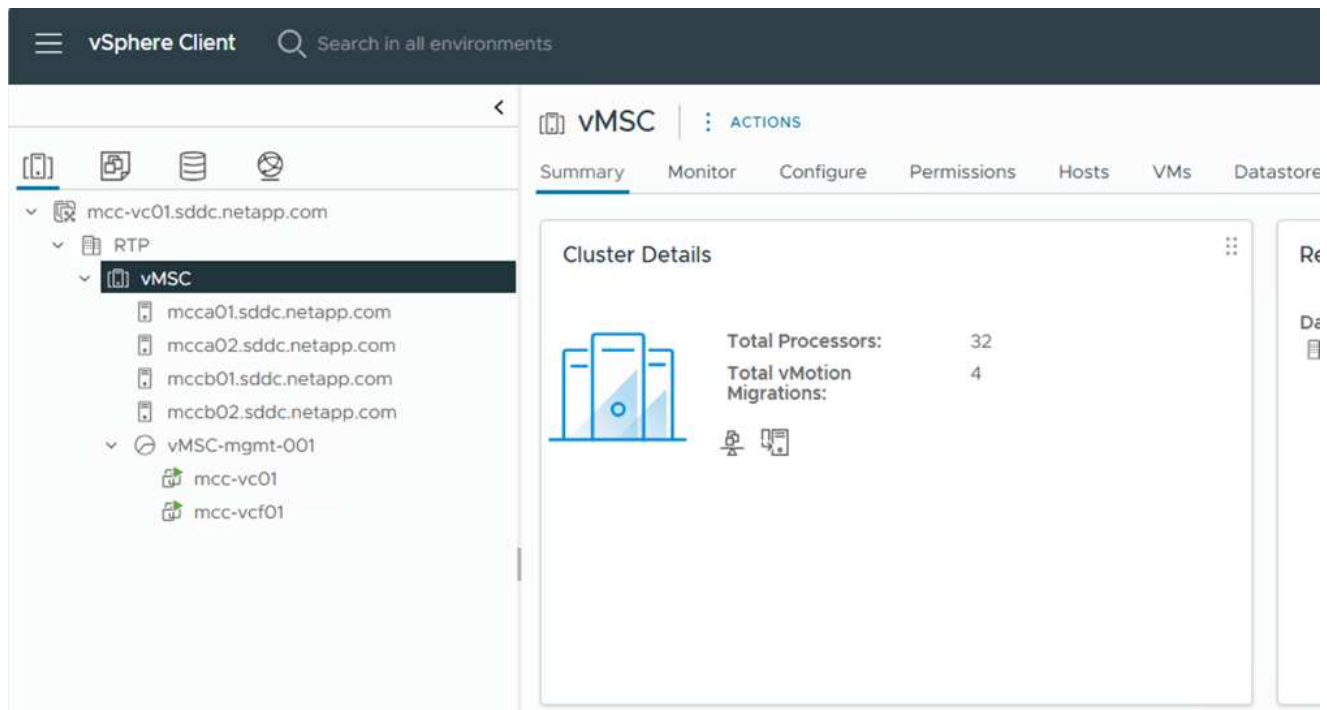 vSphere Client
Search in all environments
vMSC
ACTIONS
Summary Monitor Configure Permissions Hosts VMs Datastore
mcc-vc01.sddc.netapp.com
RTP
vMSC
mcca01.sddc.netapp.com
mcca02.sddc.netapp.com
mccb01.sddc.netapp.com
mccb02.sddc.netapp.com
vMSC-mgmt-001
mcc-vc01
mcc-vcf01
Cluster Details
Total Processors: 32
Total vMotion 4
Migrations:
Re
Da